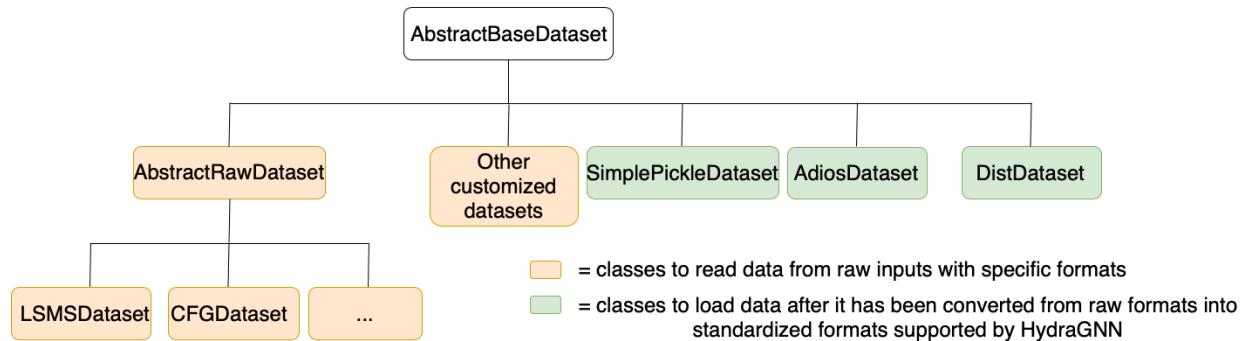 AbstractBaseDataset
AbstractRawDataset
Other
customized
datasets
SimplePickleDataset
AdiosDataset
DistDataset
LSMSDataset
CFGDataset
...
= classes to read data from raw inputs with specific formats
= classes to load data after it has been converted from raw formats into
standardized formats supported by HydraGNN